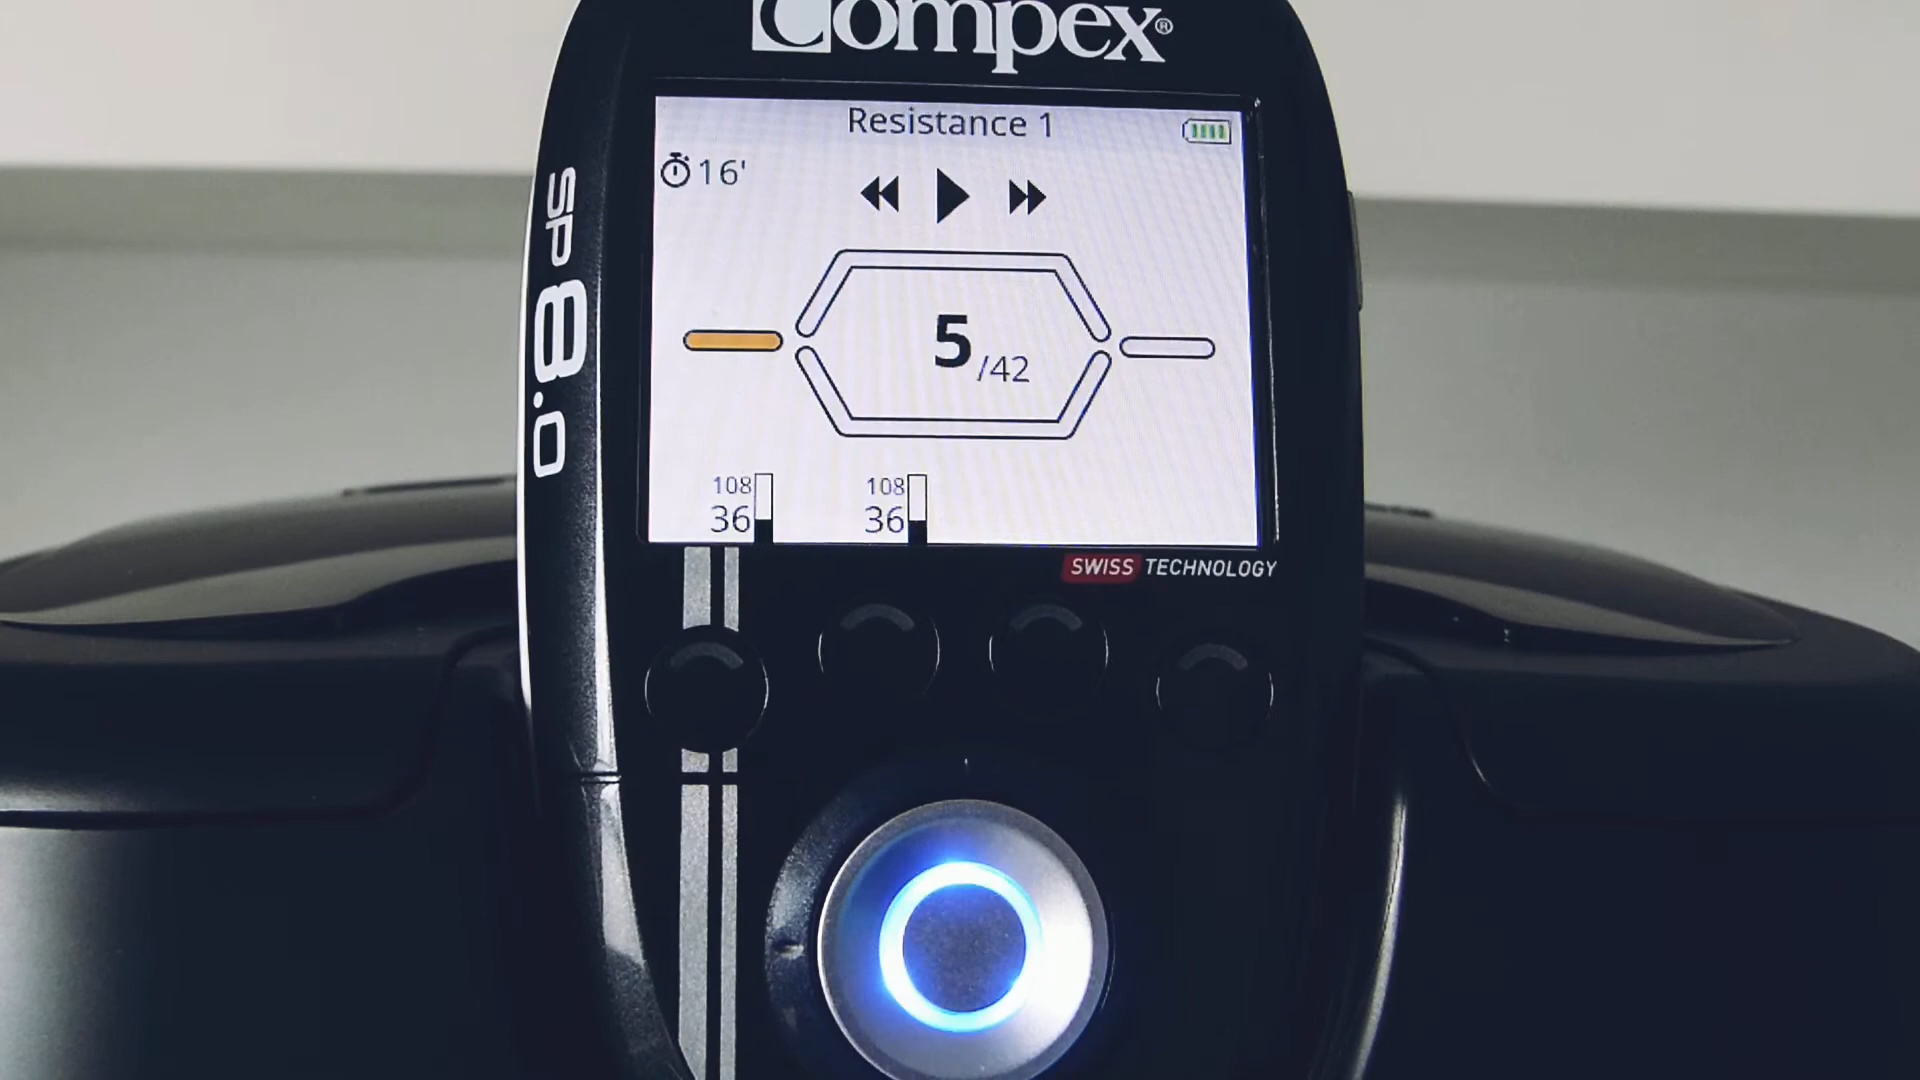 Compex®
Resistance 1
16'
5/42
108
36
108
36
SWISS TECHNOLOGY
SP 8.0